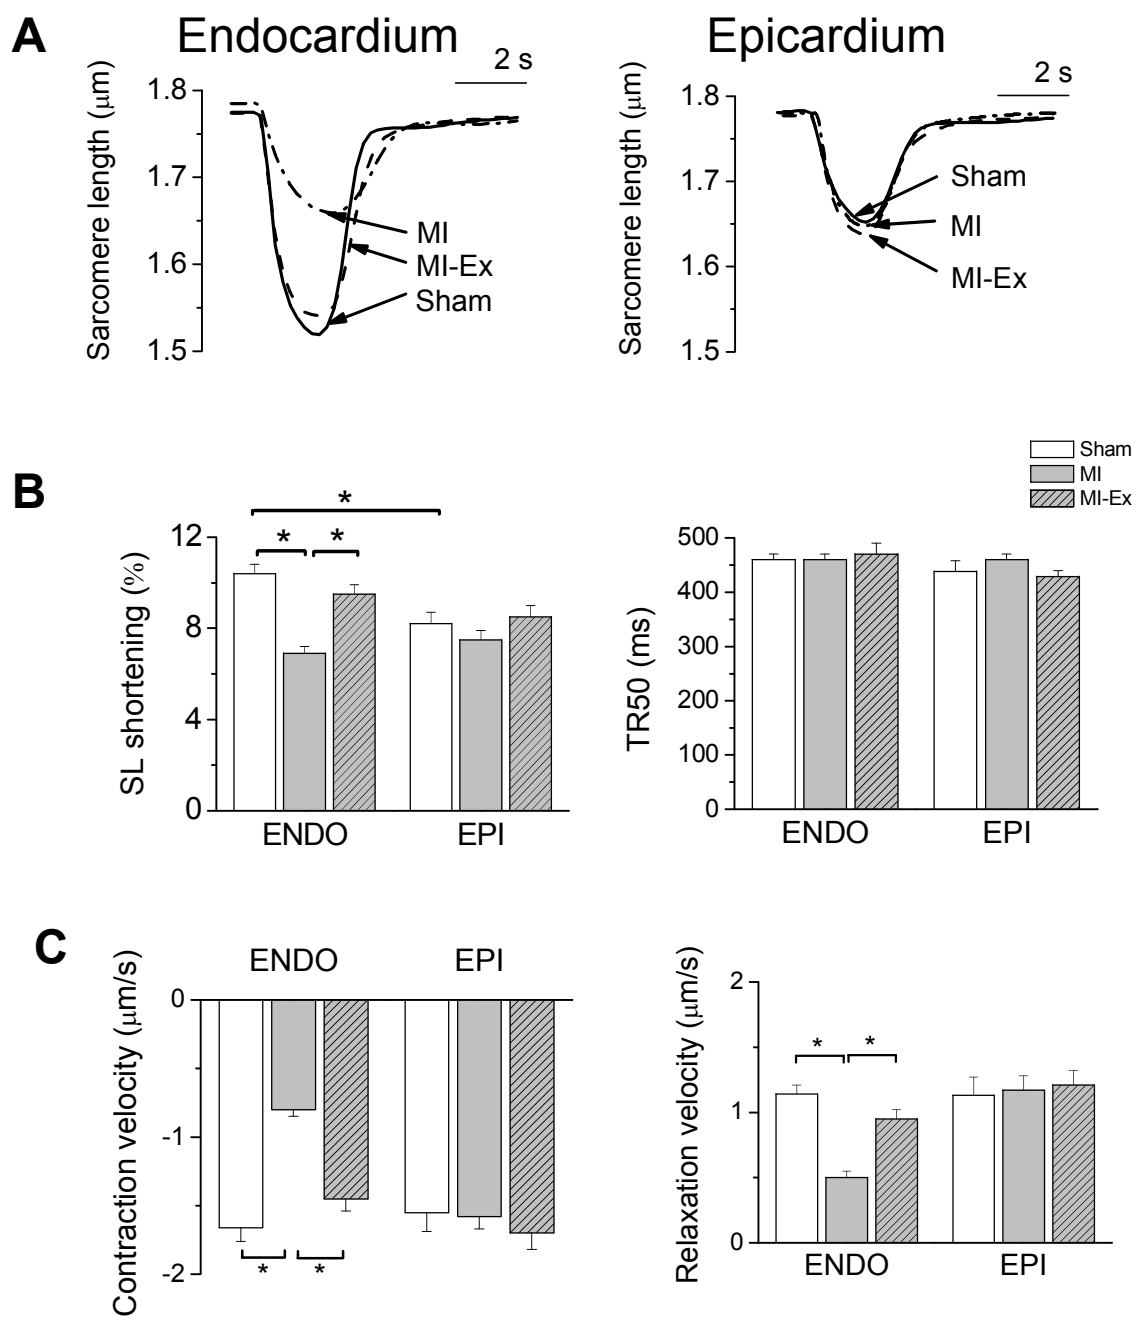 A
Endocardium
Epicardium
2 s
2 s
Sarcomere length (μm)
1.8
1.7
1.6
1.5
MI
MI-Ex
Sham
Sarcomere length (μm)
1.8
1.7
1.6
1.5
Sham
MI
MI-Ex
Sham
MI
MI-Ex
B
SL shortening (%)
12
8
4
0
*
*
*
ENDO
EPI
TR50 (ms)
500
400
300
200
100
0
ENDO
EPI
C
ENDO
EPI
Contraction velocity (μm/s)
0
-1
-2
*
*
Relaxation velocity (μm/s)
2
1
0
*
*
ENDO
EPI